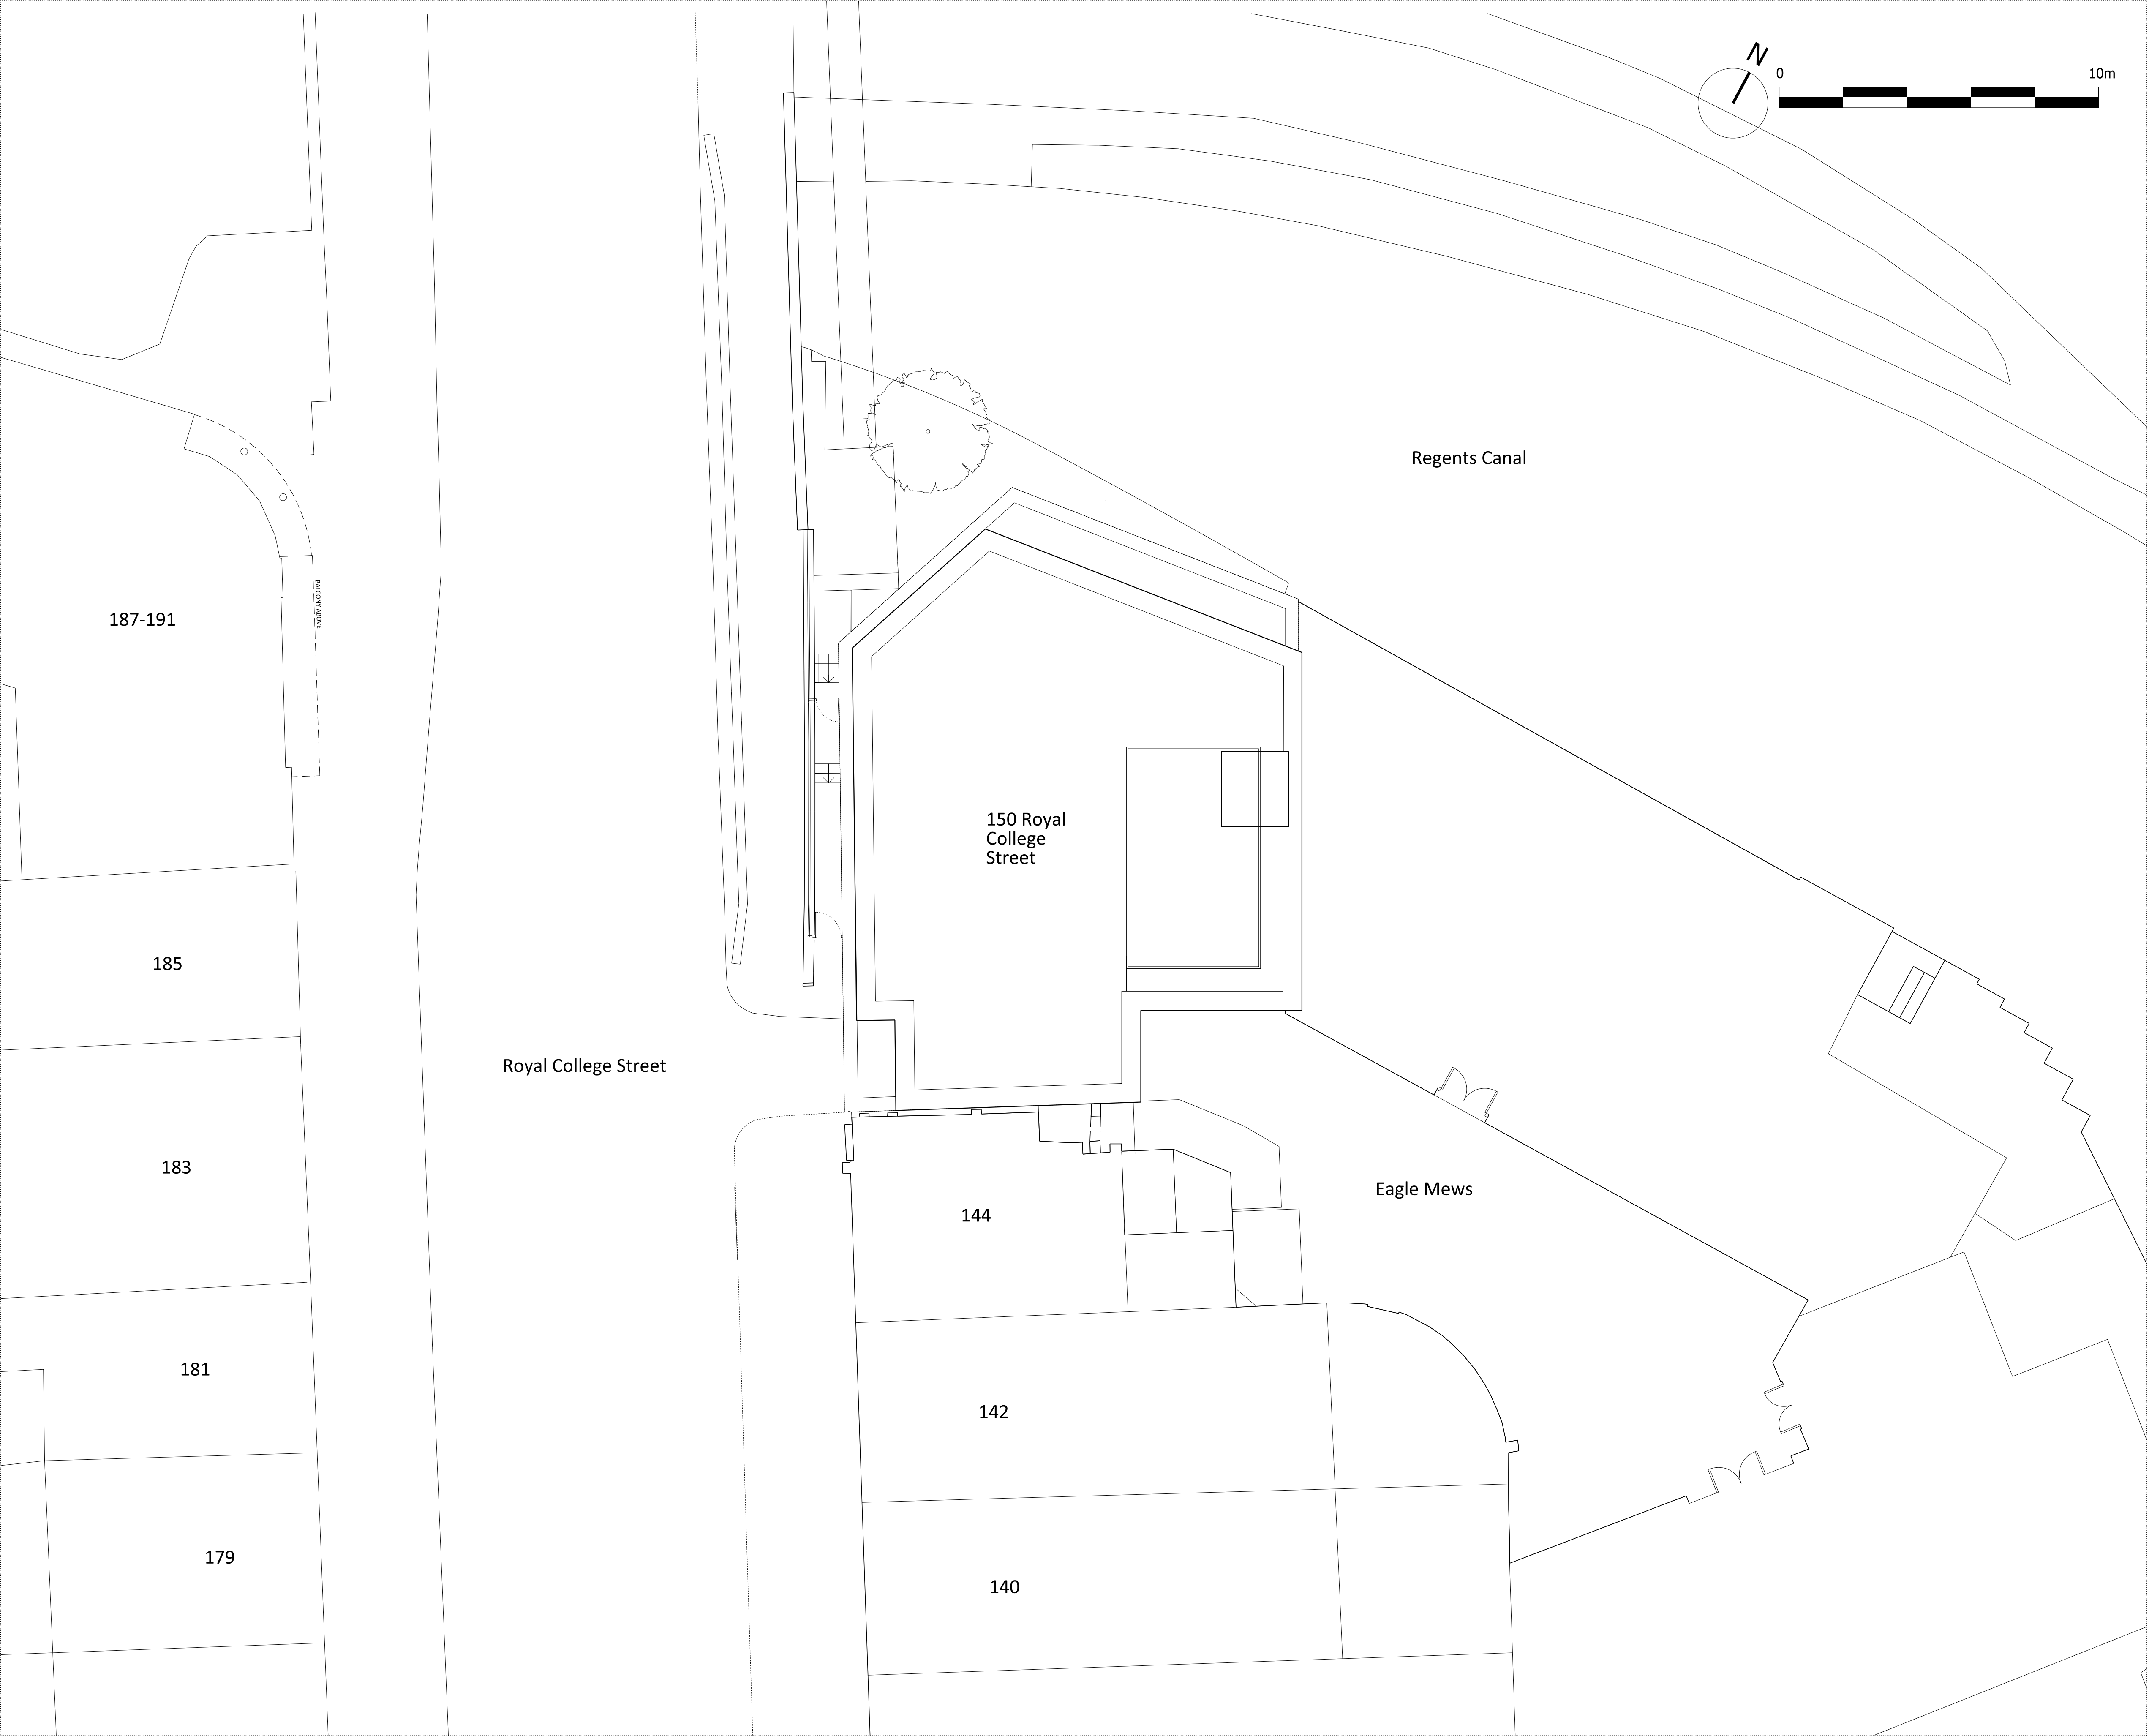 N
0
10m
Regents Canal
187-191
BALCONY ABOVE
150 Royal
College
Street
185
Royal College Street
183
144
Eagle Mews
181
142
179
140